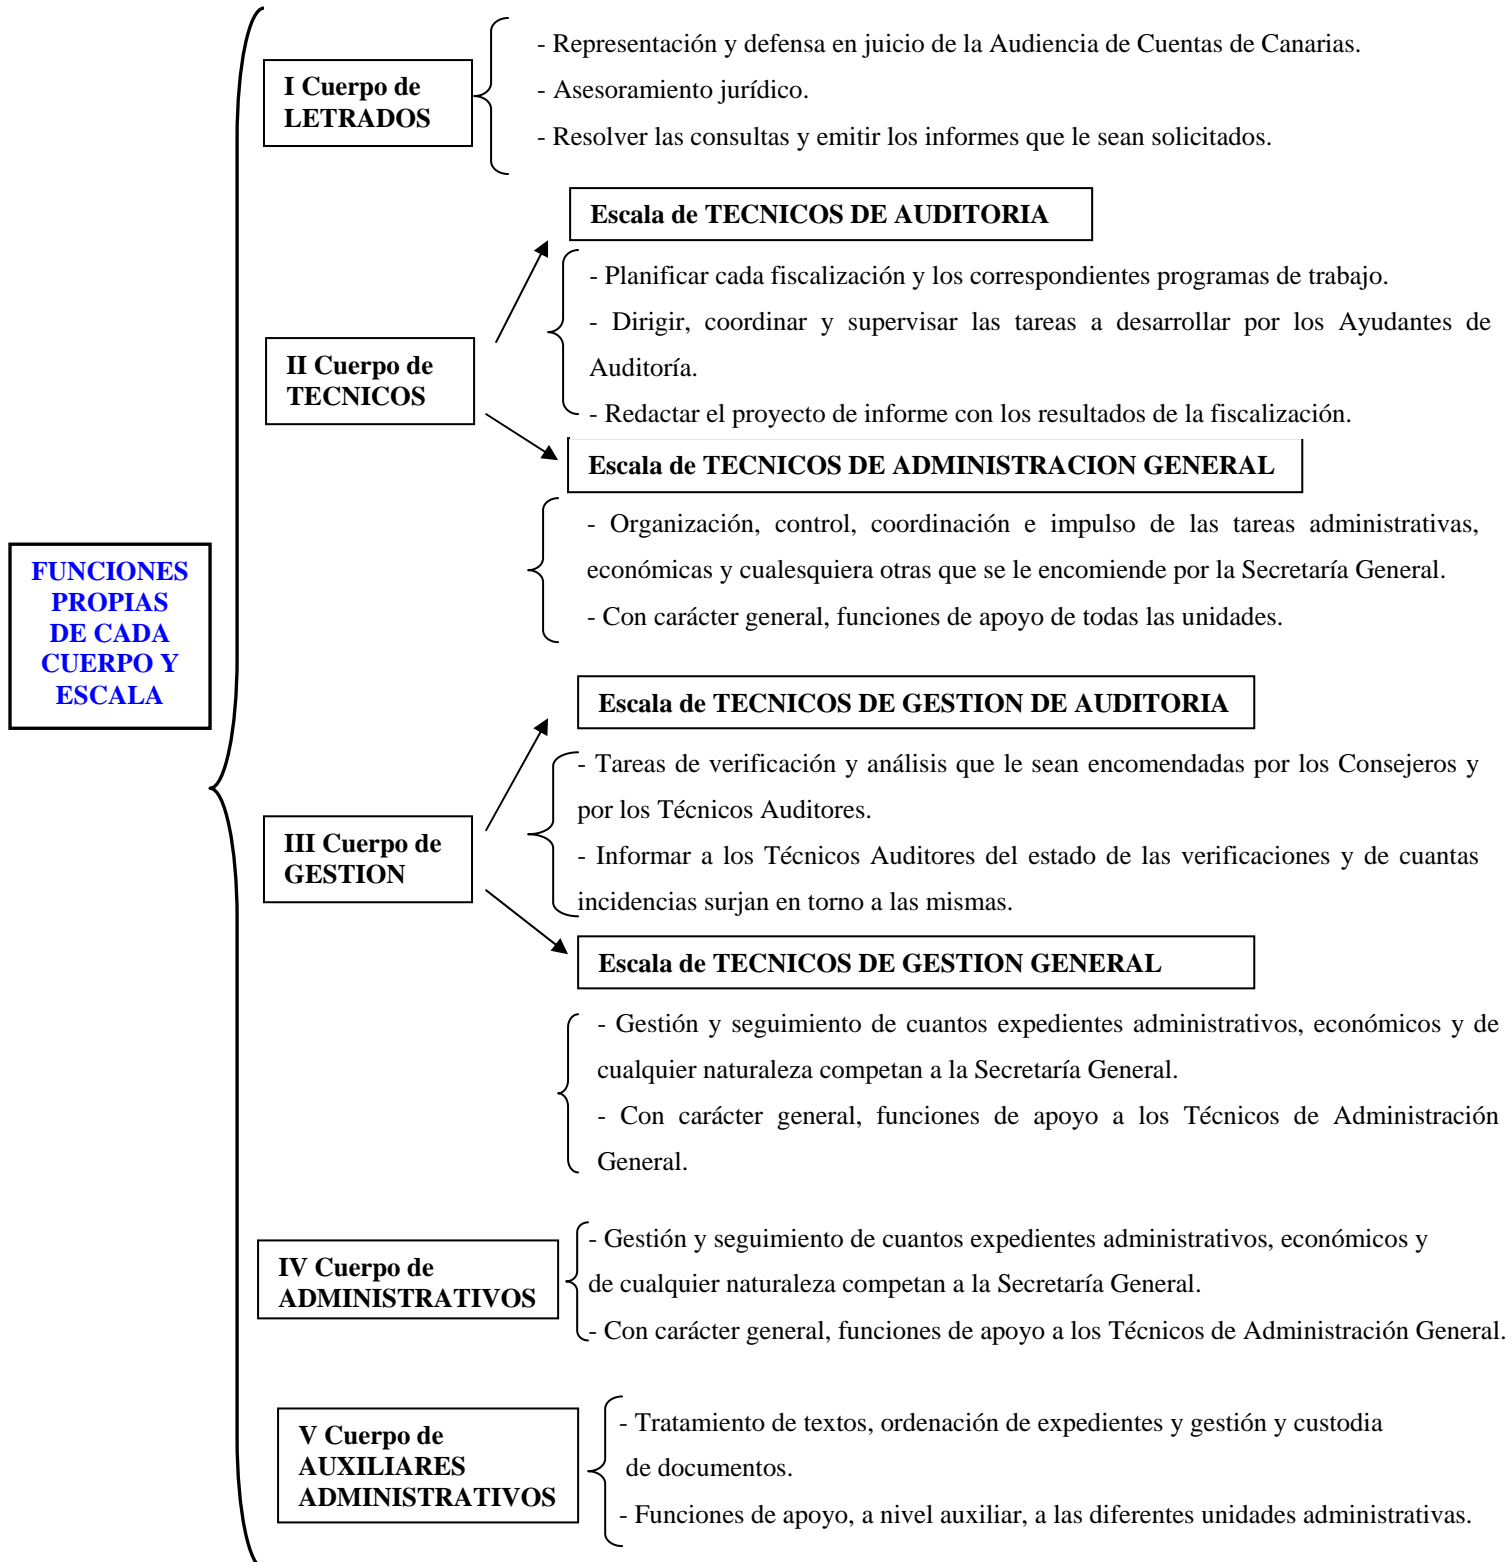 - Representación y defensa en juicio de la Audiencia de Cuentas de Canarias.
I Cuerpo de
LETRADOS
- Asesoramiento jurídico.
- Resolver las consultas y emitir los informes que le sean solicitados.
Escala de TECNICOS DE AUDITORIA
- Planificar cada fiscalización y los correspondientes programas de trabajo.
- Dirigir, coordinar y supervisar las tareas a desarrollar por los Ayudantes de
Auditoría.
- Redactar el proyecto de informe con los resultados de la fiscalización.
II Cuerpo de
TECNICOS
Escala de TECNICOS DE ADMINISTRACION GENERAL
- Organización, control, coordinación e impulso de las tareas administrativas,
económicas y cualesquiera otras que se le encomiende por la Secretaría General.
- Con carácter general, funciones de apoyo de todas las unidades.
FUNCIONES
PROPIAS
DE CADA
CUERPO Y
ESCALA
Escala de TECNICOS DE GESTION DE AUDITORIA
- Tareas de verificación y análisis que le sean encomendadas por los Consejeros y
por los Técnicos Auditores.
- Informar a los Técnicos Auditores del estado de las verificaciones y de cuantas
incidencias surjan en torno a las mismas.
III Cuerpo de
GESTION
Escala de TECNICOS DE GESTION GENERAL
- Gestión y seguimiento de cuantos expedientes administrativos, económicos y de
cualquier naturaleza competan a la Secretaría General.
- Con carácter general, funciones de apoyo a los Técnicos de Administración
General.
IV Cuerpo de
ADMINISTRATIVOS
- Gestión y seguimiento de cuantos expedientes administrativos, económicos y
de cualquier naturaleza competan a la Secretaría General.
- Con carácter general, funciones de apoyo a los Técnicos de Administración General.
V Cuerpo de
AUXILIARES
ADMINISTRATIVOS
- Tratamiento de textos, ordenación de expedientes y gestión y custodia
de documentos.
- Funciones de apoyo, a nivel auxiliar, a las diferentes unidades administrativas.